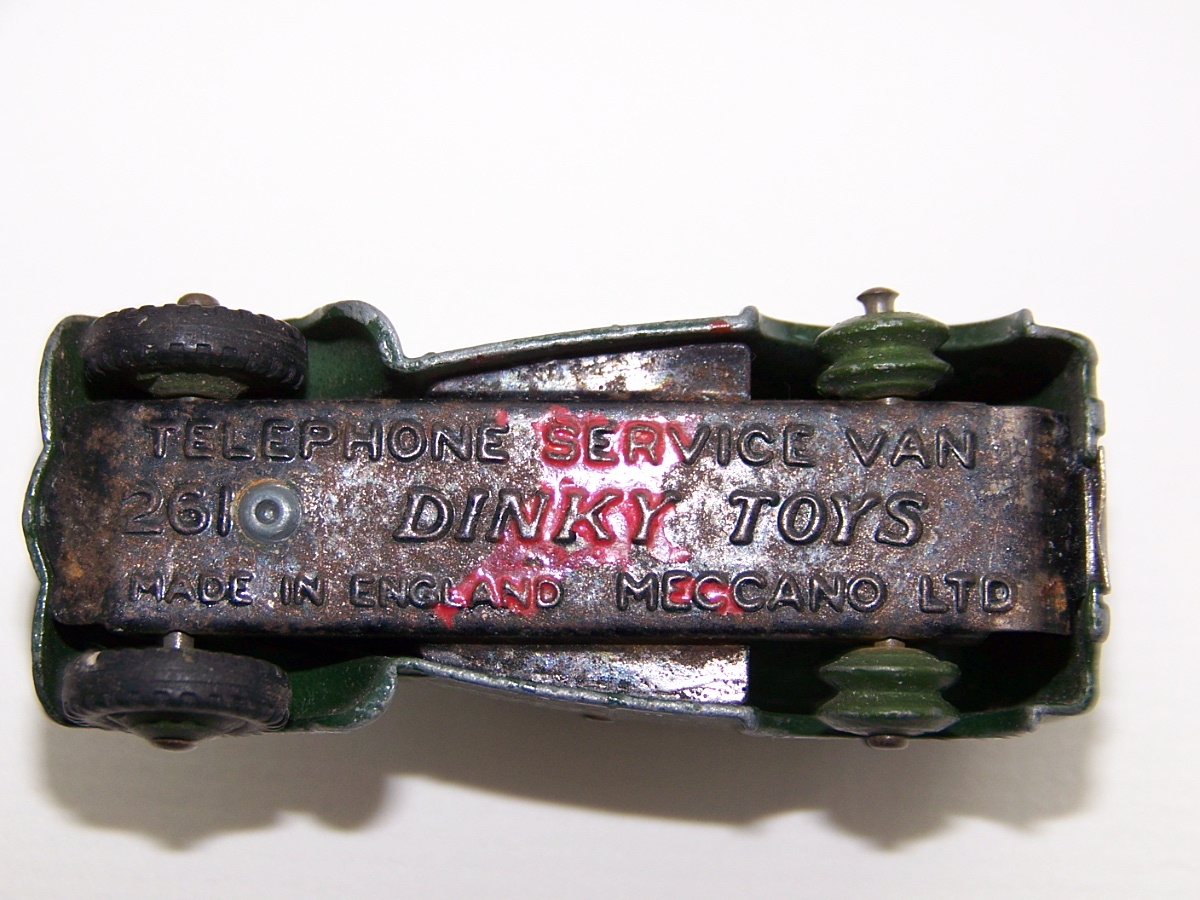 TELEPHONE SERVICE VAN
261 DINKY TOYS
MADE IN ENGLAND MECCANO LTD